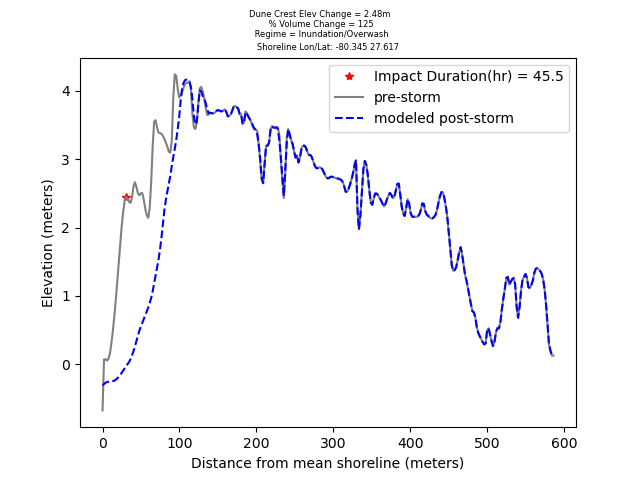 Dune Crest Elev Change = 2.48m
% Volume Change = 125
Regime = Inundation/Overwash
Shoreline Lon/Lat: -80.345 27.617
Impact Duration(hr) = 45.5
pre-storm
modeled post-storm
Elevation (meters)
4
3
2
1
0
0 100 200 300 400 500 600
Distance from mean shoreline (meters)